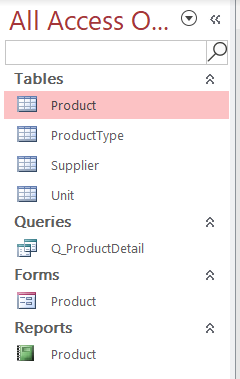 All Access O...
Tables
Product
ProductType
Supplier
Unit
Queries
Q_ProductDetail
Forms
Product
Reports
Product